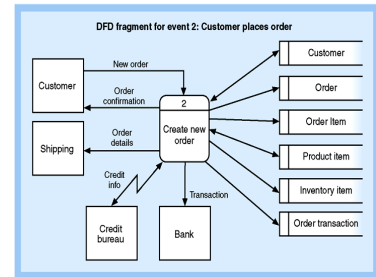 DFD fragment for event 2: Customer places order
New order
Customer
Order
confirmation
2
Create new
order
Shipping
Order
details
Credit
info
Transaction
Credit
bureau
Bank
Customer
Order
Order Item
Product item
Inventory item
Order transaction